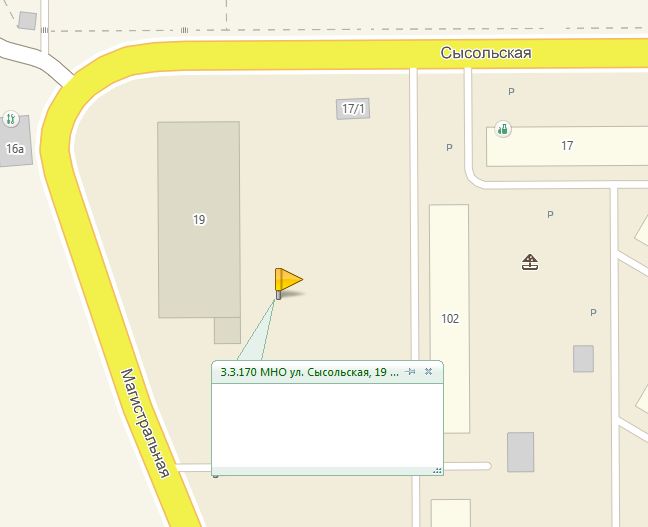 Сысольская
P
17/1
16а
P
17
19
P
102
P
3.3.170 МНО ул. Сысольская, 19 ...
Магистральная